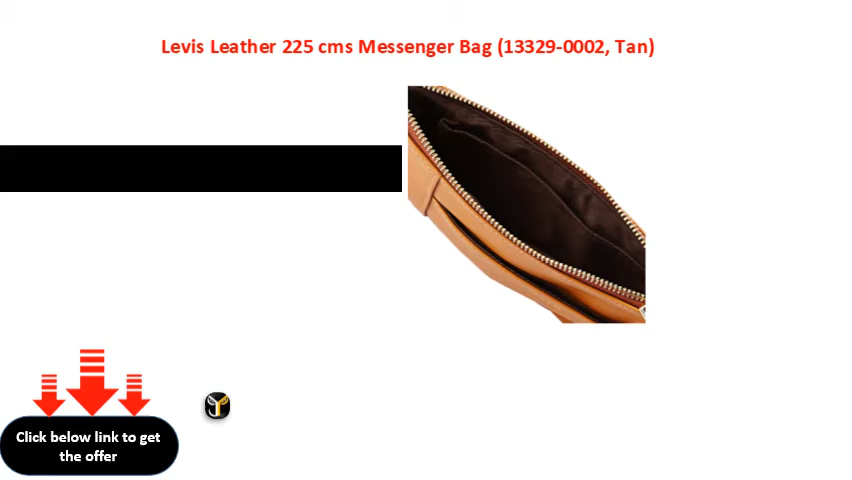 Levis Leather 225 cms Messenger Bag (13329-0002, Tan)
Click below link to get
the offer